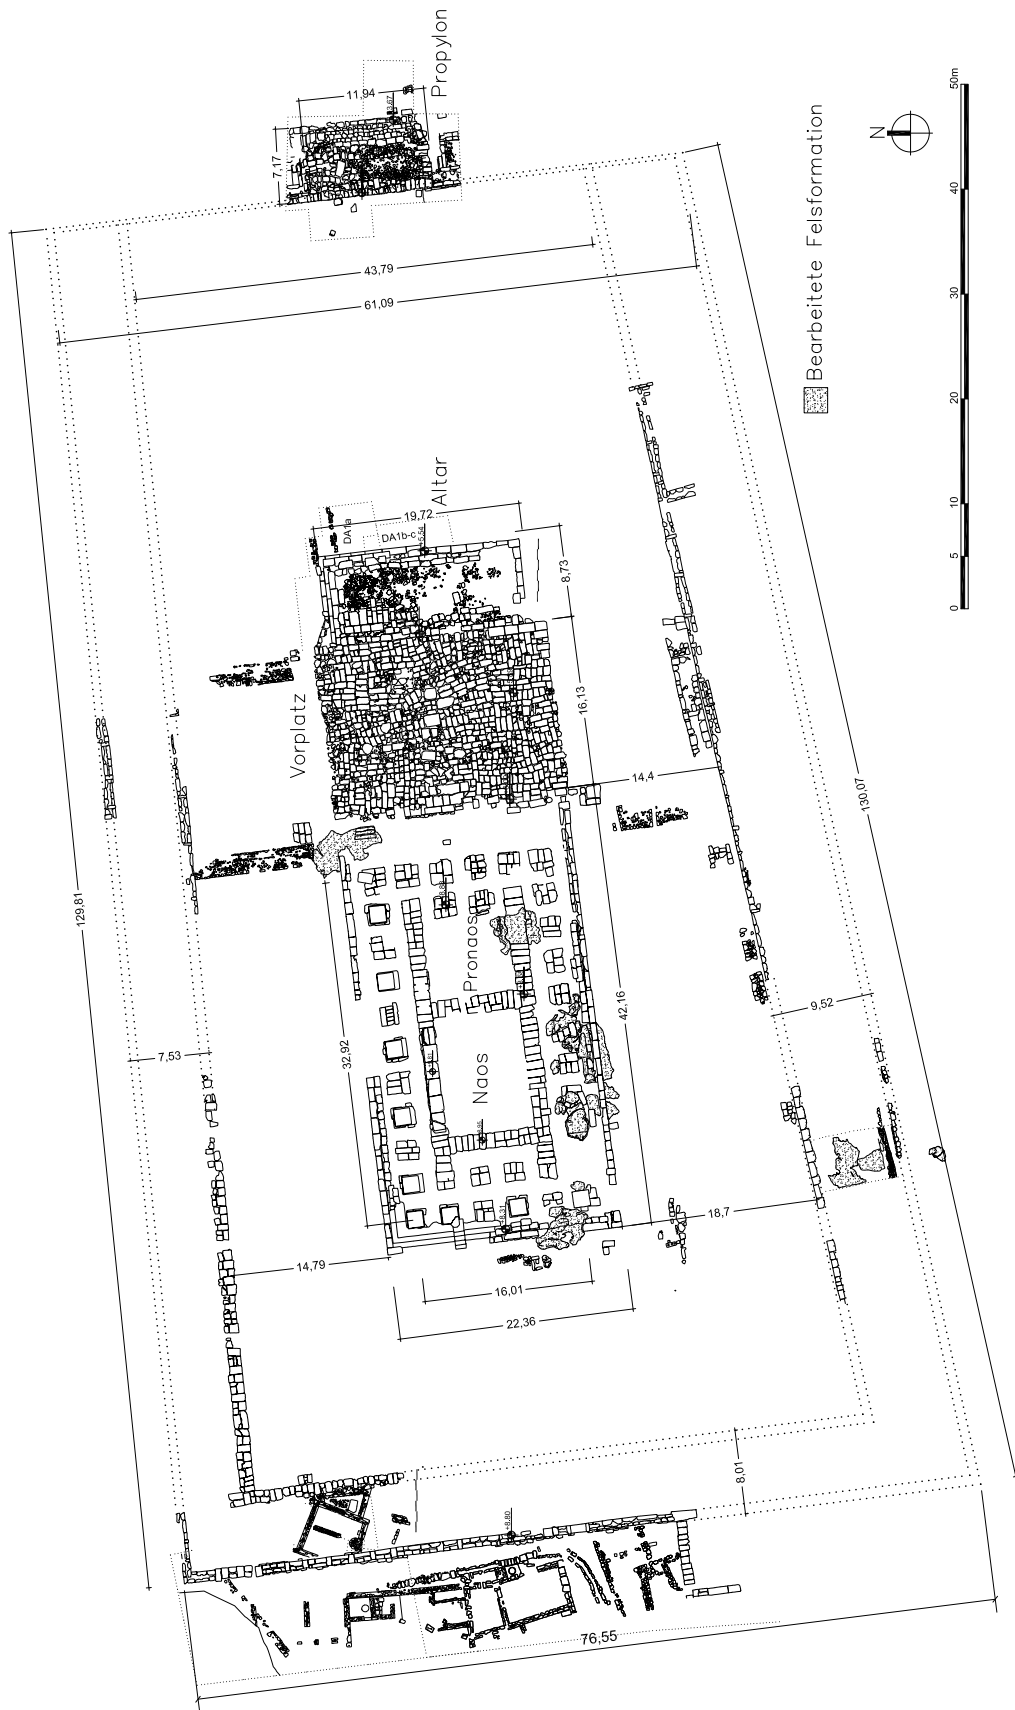 Propylon
11,94
7,17
43,79
61,09
N
50m
40
30
20
10
5
0
Bearbeitete Felsformation
Altar
19,72
DA1a
DA1b-c
8,73
Vorplatz
16,13
14,4
129,81
130,07
Pronaos
Naos
32,92
42,16
7,53
9,52
18,7
14,79
16,01
22,36
8,01
+8,80
76,55